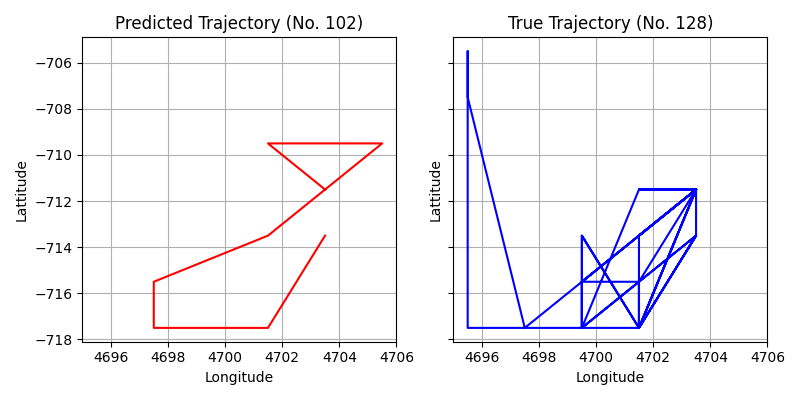 Predicted Trajectory (No. 102)
True Trajectory (No. 128)
−706
−708
−710
−712
−714
−716
−718
Lattitude
Lattitude
4696 4698 4700 4702 4704 4706
4696 4698 4700 4702 4704 4706
Longitude
Longitude